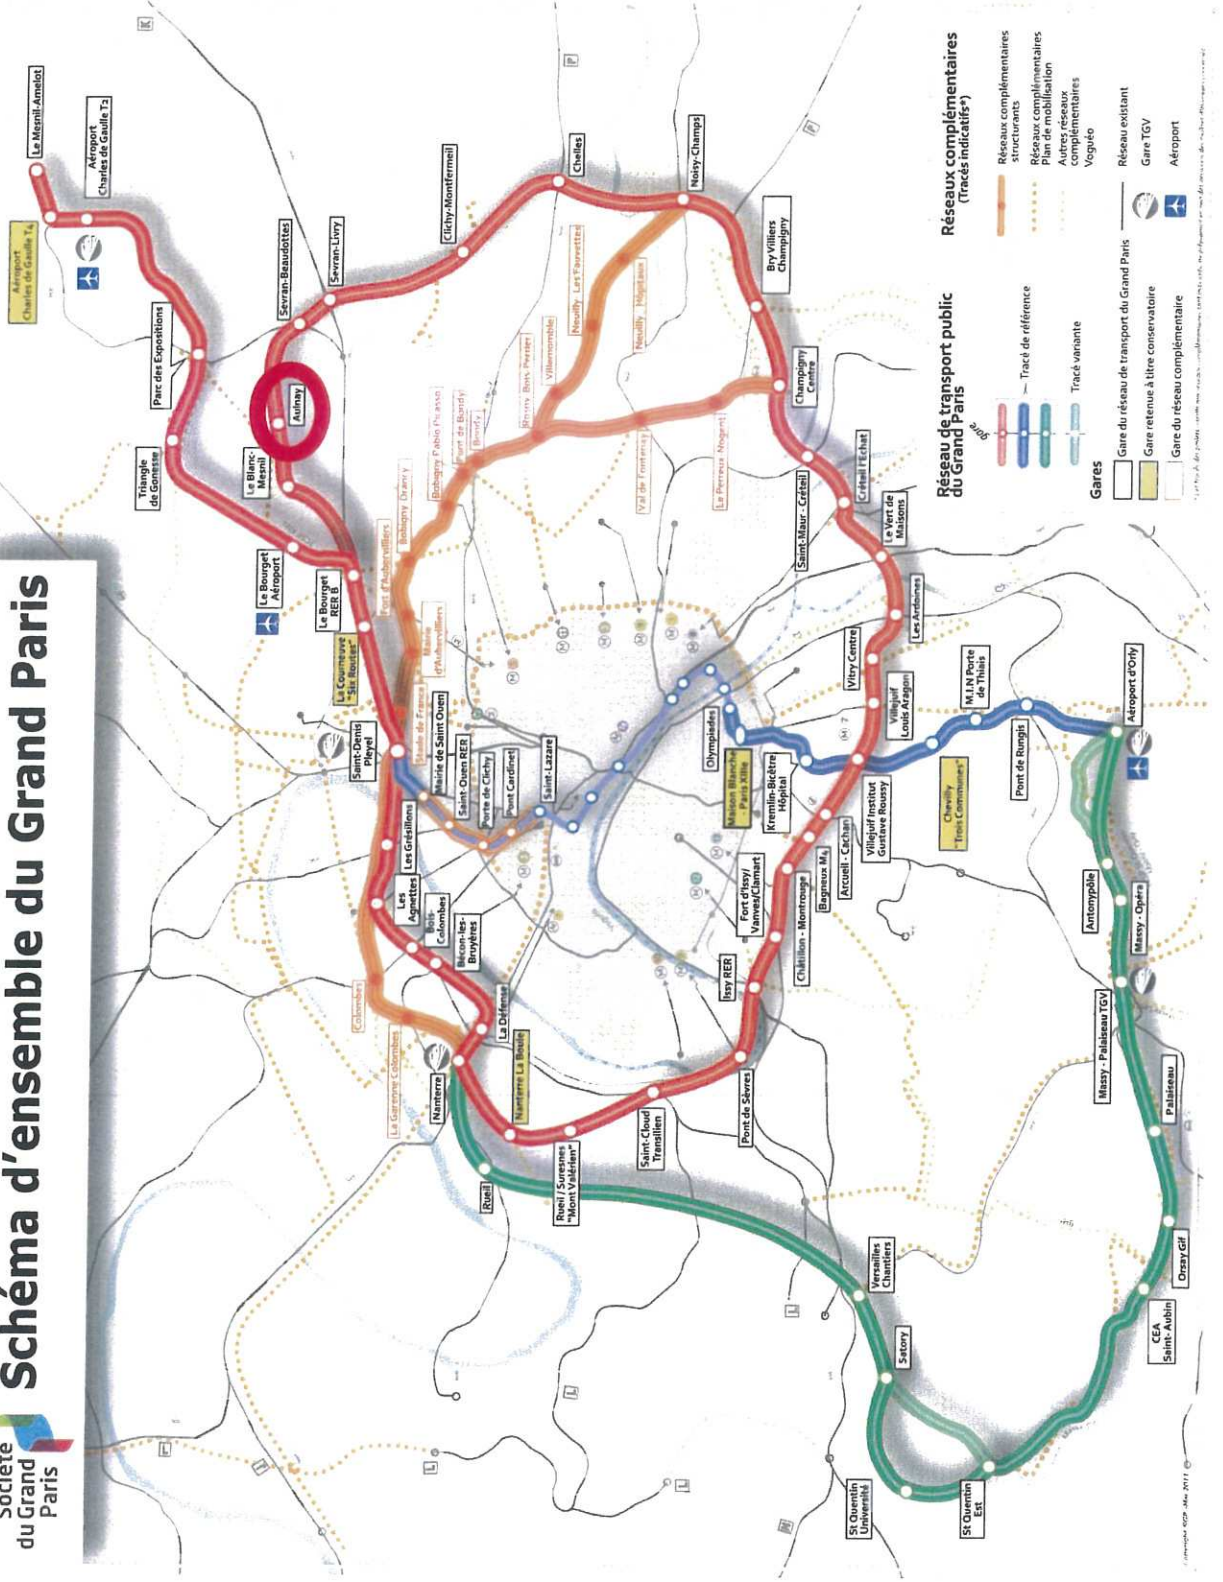 Société
du Grand
Paris
Schéma d'ensemble du Grand Paris
Le Mesnil-Amelot
Aéroport
Charles de Gaulle T4
Aéroport
Charles de Gaulle T2
Parc des Expositions
Triangle
de Gonesse
Le Bourget
Aéroport
Le Bourget
RER B
La Courneuve
"Six Routes"
Saint-Denis
Pleyel
Sevran-Beaudottes
Sevran-Livry
Aulnay
Le Blanc-
Mesnil
Clichy-Montfermeil
Chelles
Noisy-Champs
Bry Villiers
Champigny
Champigny
Centre
Saint-Maur - Créteil
Créteil l'Echat
Le Vert de
Maisons
Les Ardoines
Vitry Centre
Villejuif
Louis Aragon
Villejuif Institut
Gustave Roussy
Arcueil - Cachan
Bagneux M4
Châtillon - Montrouge
Fort d'Issy/
Vanves/Clamart
Issy RER
Pont de Sèvres
Saint-Cloud
Transilien
Rueil / Suresnes
"Mont Valérien"
Nanterre La Boule
Nanterre
La Défense
Bécon-les-
Bruyères
Bois-
Colombes
Les
Agnettes
Les Grésillons
Mairie de Saint Ouen
Saint-Ouen RER
Porte de Clichy
Pont Cardinet
Saint-Lazare
Olympiades
Maison Blanche
- Paris XIIIe
Kremlin-Bicêtre
Hôpital
Chevilly
"Trois Communes"
M.I.N Porte
de Thiais
Pont de Rungis
Aéroport d'Orly
Antonypôle
Massy - Opéra
Massy - Palaiseau TGV
Palaiseau
Orsay Gif
CEA
Saint-Aubin
St Quentin
Est
St Quentin
Université
Satory
Versailles
Chantiers
Rueil
Colombes
La Garenne Colombes
Stade de France
Mairie
d'Aubervilliers
Fort d'Aubervilliers
Bobigny Drancy
Bobigny Pablo Picasso
Pont de Bondy
Bondy
Rosny Bois-Perrier
Villemomble
Neuilly Les Fauvettes
Neuilly Hôpitaux
Val de Fontenay
Le Perreux Nogent
K
P
P
L
L
L
L
Réseau de transport public
du Grand Paris
gare
Tracé de référence
Tracé variante
Gares
Gare du réseau de transport du Grand Paris
Gare retenue à titre conservatoire
Gare du réseau complémentaire
Réseaux complémentaires
(Tracés indicatifs*)
Réseaux complémentaires
structurants
Réseaux complémentaires
Plan de mobilisation
Autres réseaux
complémentaires
Voguéo
Réseau existant
Gare TGV
Aéroport